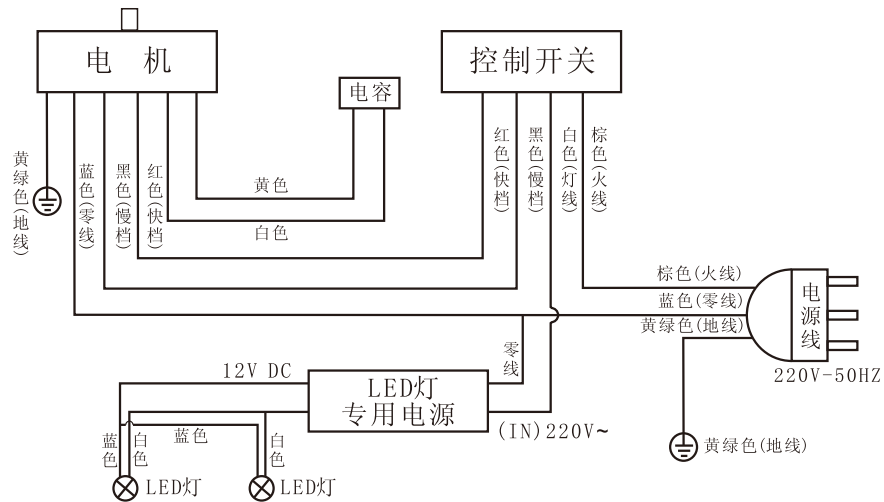 电 机
控制开关
电容
黄绿色(地线)
蓝色(零线)
黑色(慢档)
红色(快档)
黄色
白色
红色(快档)
黑色(慢档)
白色(灯线)
棕色(火线)
棕色(火线)
蓝色(零线)
黄绿色(地线)
电源线
220V-50HZ
零线
12V DC
LED灯
专用电源
(IN)220V~
蓝色
白色
蓝色
白色
LED灯
LED灯
黄绿色(地线)